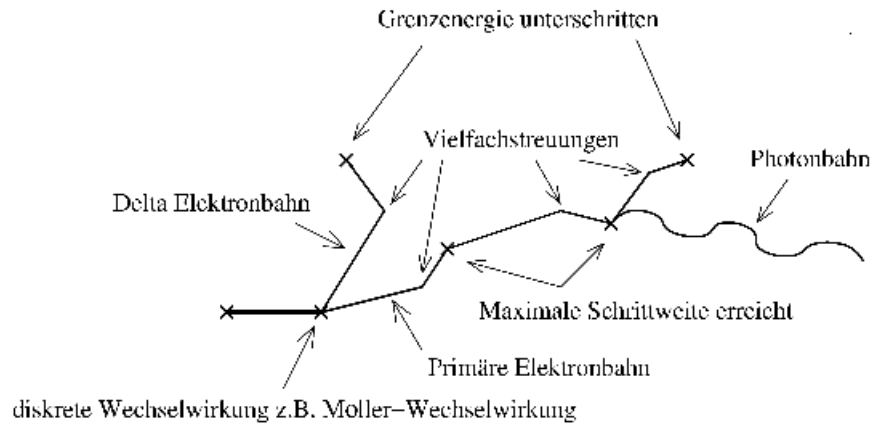 Grenzenergie unterschritten
Vielfachstreuungen
Photonbahn
Delta Elektronbahn
Maximale Schrittweite erreicht
Primäre Elektronbahn
diskrete Wechselwirkung z.B. Moller-Wechselwirkung